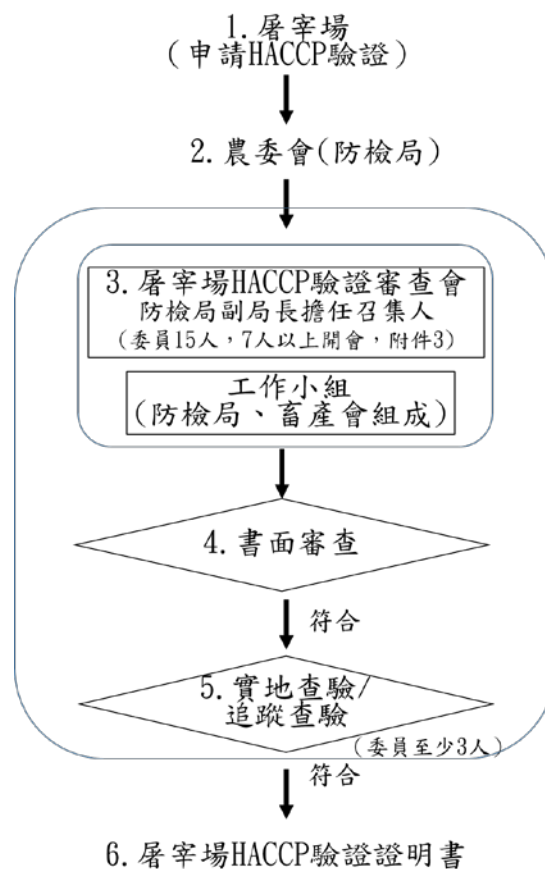 1.屠宰場
(申請HACCP驗證)
2.農委會(防檢局)
3.屠宰場HACCP驗證審查會
防檢局副局長擔任召集人
(委員15人,7人以上開會,附件3)
工作小組
(防檢局、畜產會組成)
4.書面審查
符合
5.實地查驗/
追蹤查驗
(委員至少3人)
符合
6.屠宰場HACCP驗證證明書